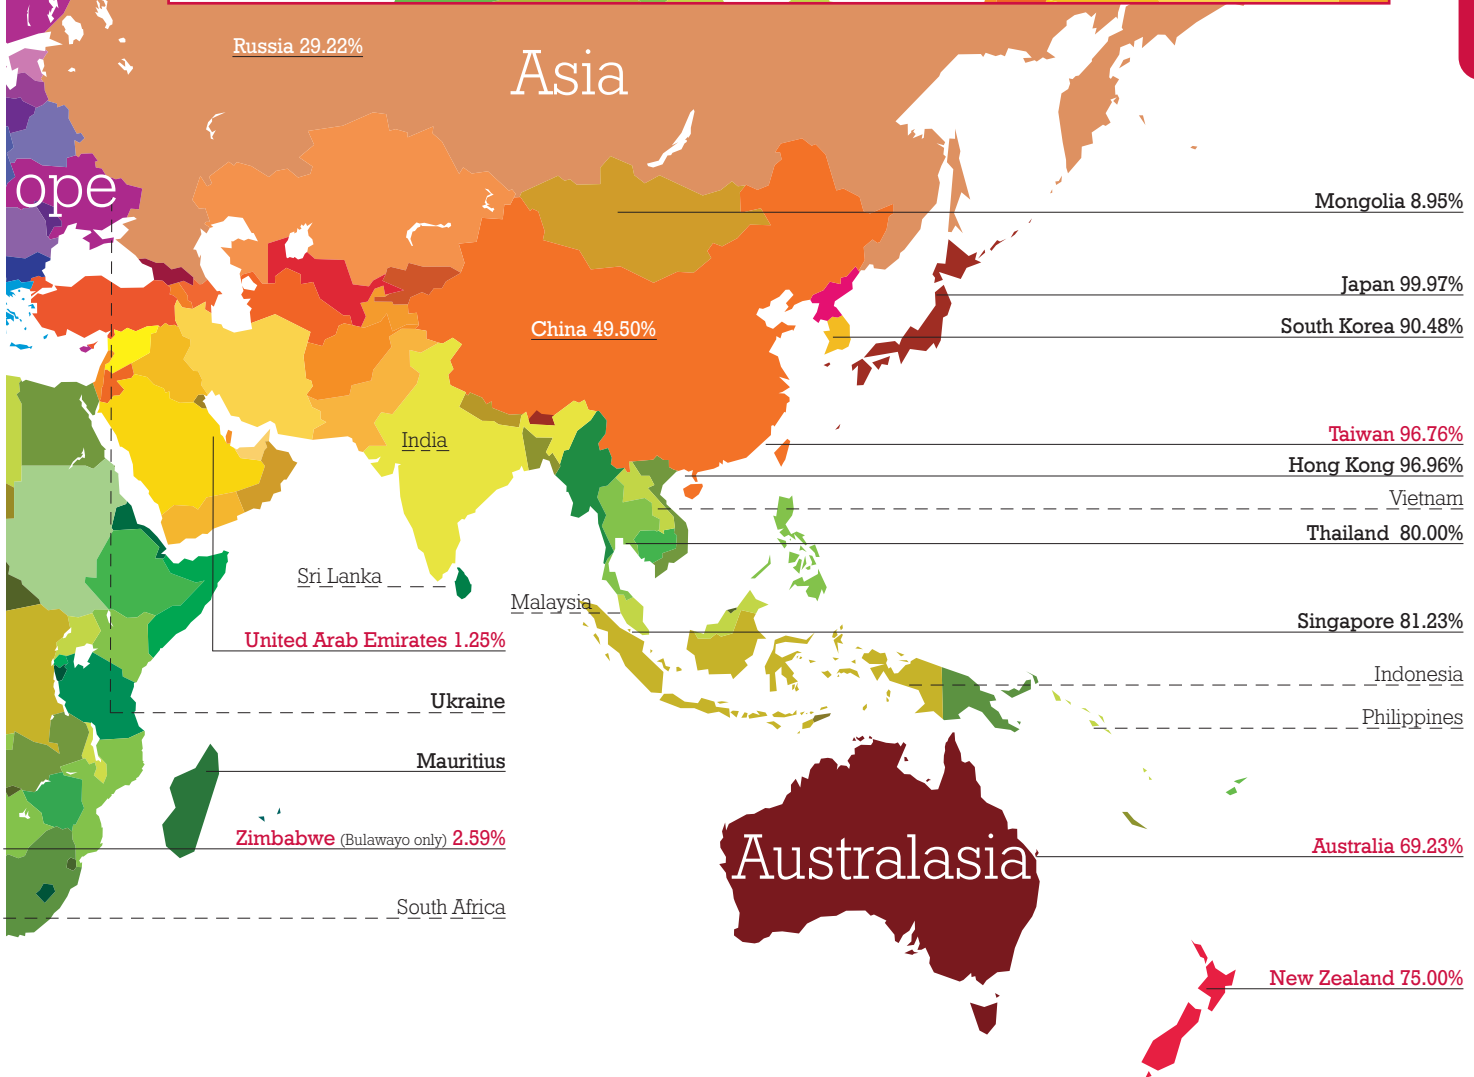 Russia 29.22%
Asia
ope
Mongolia 8.95%
Japan 99.97%
South Korea 90.48%
China 49.50%
Taiwan 96.76%
India
Hong Kong 96.96%
Vietnam
Thailand 80.00%
Sri Lanka
Malaysia
Singapore 81.23%
United Arab Emirates 1.25%
Indonesia
Ukraine
Philippines
Mauritius
Zimbabwe (Bulawayo only) 2.59%
Australia 69.23%
Australasia
South Africa
New Zealand 75.00%